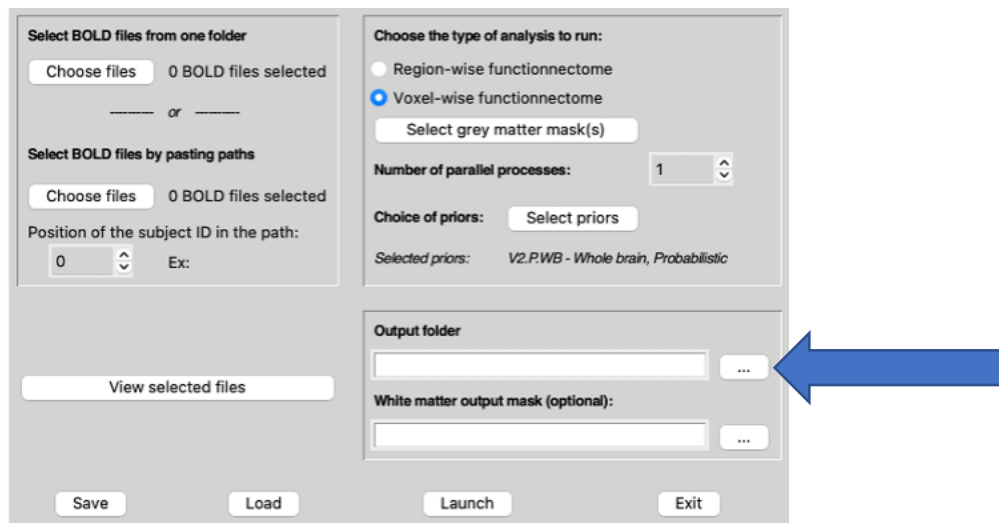 Select BOLD files from one folder
Choose files 0 BOLD files selected
---------- or ----------
Select BOLD files by pasting paths
Choose files 0 BOLD files selected
Position of the subject ID in the path:
0 Ex:
Choose the type of analysis to run:
Region-wise functionnectome
Voxel-wise functionnectome
Select grey matter mask(s)
Number of parallel processes: 1
Choice of priors: Select priors
Selected priors: V2.P.WB - Whole brain, Probabilistic
View selected files
Output folder
...
White matter output mask (optional):
...
Save Load Launch Exit